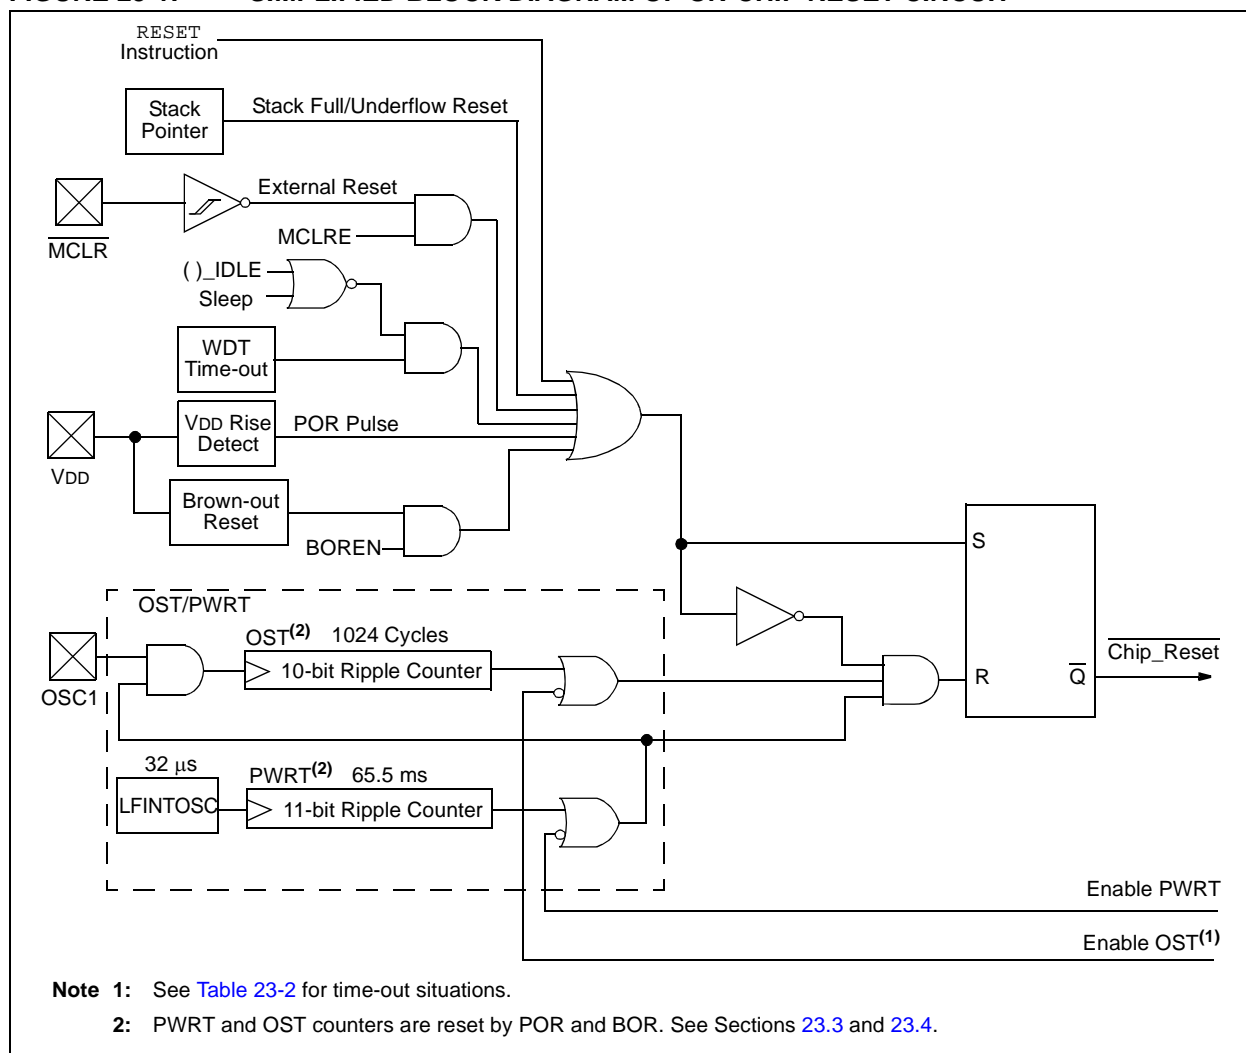 RESET
Instruction
Stack
Pointer
Stack Full/Underflow Reset
External Reset
MCLR
MCLRE
( )_IDLE
Sleep
WDT
Time-out
VDD
VDD Rise
Detect
POR Pulse
Brown-out
Reset
BOREN
S
R
Q
Chip_Reset
OST/PWRT
OST(2) 1024 Cycles
10-bit Ripple Counter
OSC1
32 µs
LFINTOSC
PWRT(2) 65.5 ms
11-bit Ripple Counter
Enable PWRT
Enable OST(1)
Note 1: See Table 23-2 for time-out situations.
2: PWRT and OST counters are reset by POR and BOR. See Sections 23.3 and 23.4.